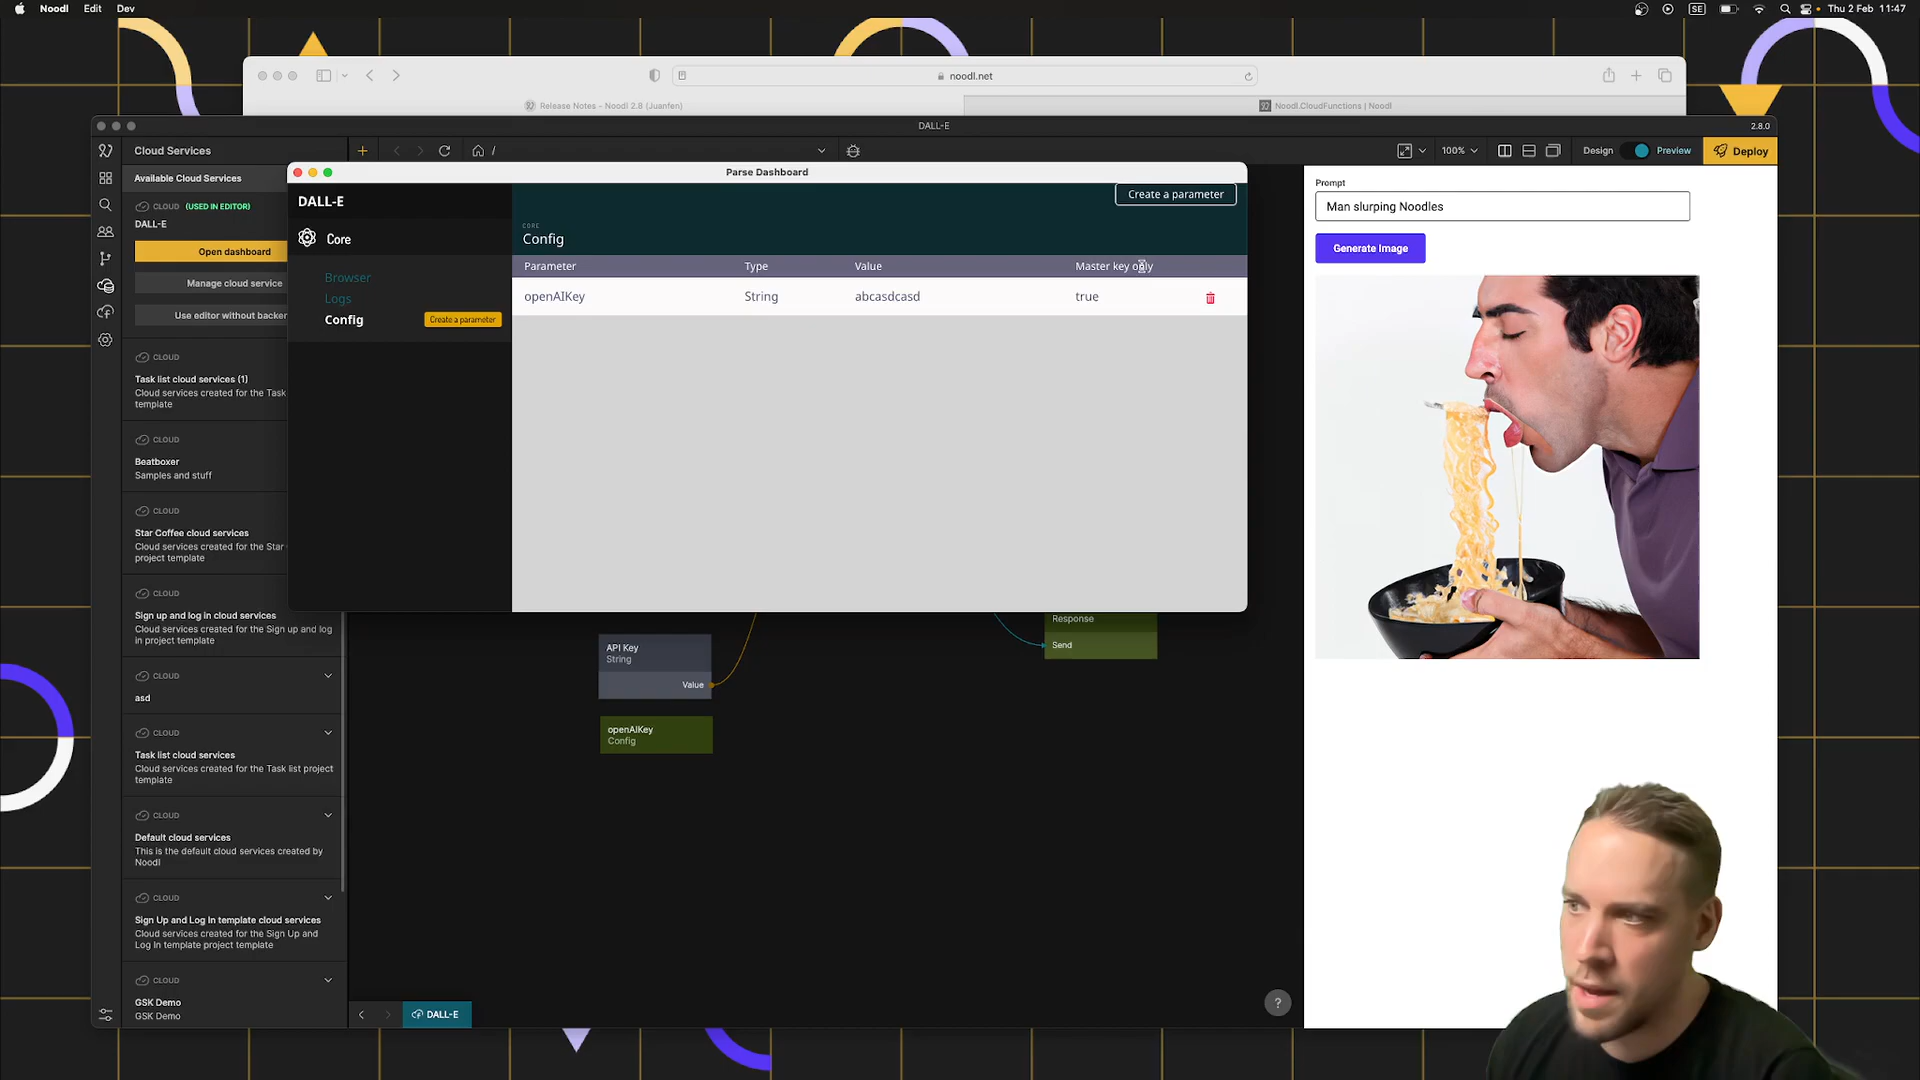 Noodl Edit Dev
SE
Thu 2 Feb 11:47
noodl.net
Release Notes - Noodl 2.8 (Juanfen)
Noodl.CloudFunctions | Noodl
DALL-E
2.8.0
Cloud Services
/
100%
Design
Preview
Deploy
Available Cloud Services
CLOUD (USED IN EDITOR)
DALL-E
Open dashboard
Manage cloud service
Use editor without backen
CLOUD
Task list cloud services (1)
Cloud services created for the Task
template
CLOUD
Beatboxer
Samples and stuff
CLOUD
Star Coffee cloud services
Cloud services created for the Star
project template
CLOUD
Sign up and log in cloud services
Cloud services created for the Sign up and log
in project template
CLOUD
asd
CLOUD
Task list cloud services
Cloud services created for the Task list project
template
CLOUD
Default cloud services
This is the default cloud services created by
Noodl
CLOUD
Sign Up and Log In template cloud services
Cloud services created for the Sign Up and
Log In template project template
CLOUD
GSK Demo
GSK Demo
Parse Dashboard
DALL-E
Core
Browser
Logs
Config
Create a parameter
Create a parameter
CORE
Config
Parameter Type Value Master key only
openAIKey String abcasdcasd true
Response
Send
API Key
String
Value
openAIKey
Config
DALL-E
?
Prompt
Man slurping Noodles
Generate Image